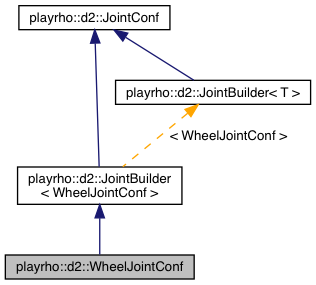 playrho::d2::JointConf
playrho::d2::JointBuilder< T >
< WheelJointConf >
playrho::d2::JointBuilder
< WheelJointConf >
playrho::d2::WheelJointConf